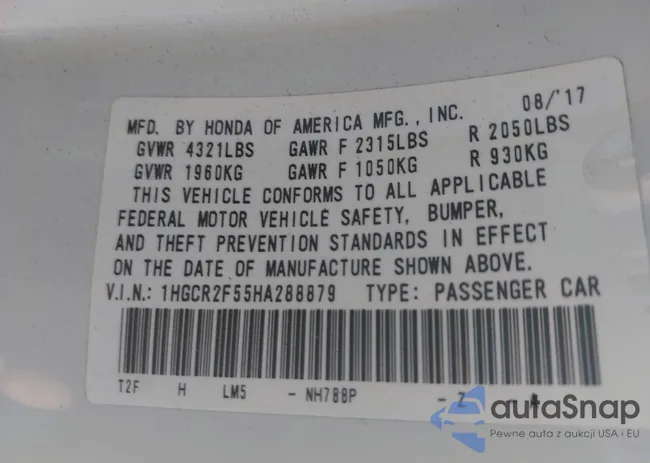 MFD. BY HONDA OF AMERICA MFG., INC. 08/'17
GVWR 4321LBS GAWR F 2315LBS R 2050LBS
GVWR 1960KG GAWR F 1050KG R 930KG
THIS VEHICLE CONFORMS TO ALL APPLICABLE
FEDERAL MOTOR VEHICLE SAFETY, BUMPER,
AND THEFT PREVENTION STANDARDS IN EFFECT
ON THE DATE OF MANUFACTURE SHOWN ABOVE.
V.I.N.: 1HGCR2F55HA288879 TYPE: PASSENGER CAR
T2F H LM5 - NH788P - Z - A
autaSnap
Pewne auta z aukcji USA i EU